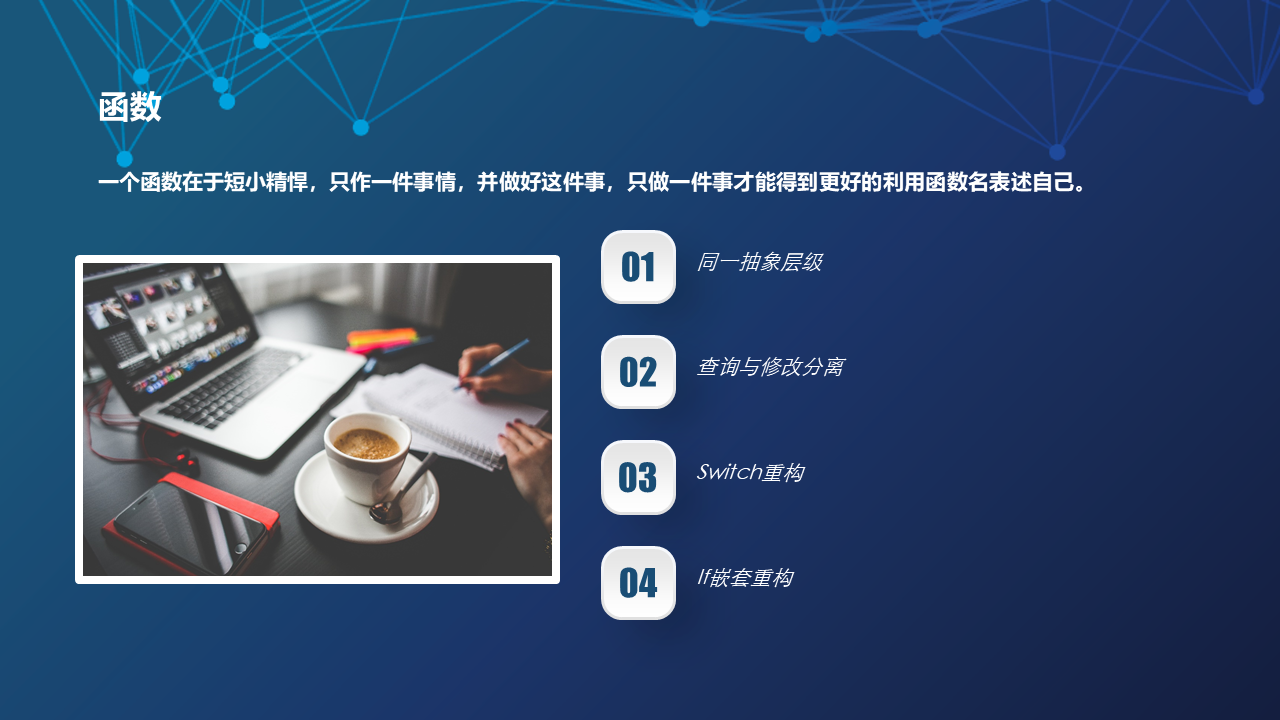 函数
一个函数在于短小精悍，只作一件事情，并做好这件事，只做一件事才能得到更好的利用函数名表述自己。
01
同一抽象层级
02
查询与修改分离
03
Switch重构
04
If嵌套重构